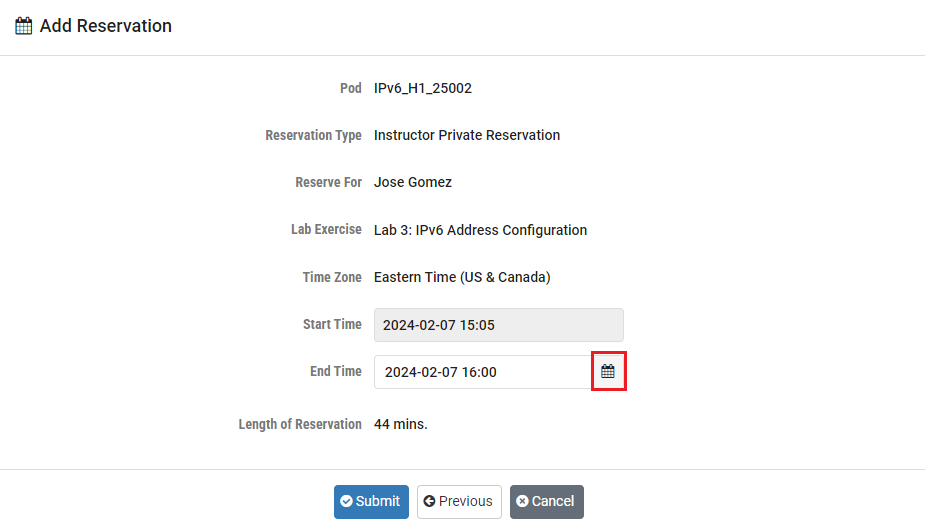 Add Reservation
Pod IPv6_H1_25002
Reservation Type Instructor Private Reservation
Reserve For Jose Gomez
Lab Exercise Lab 3: IPv6 Address Configuration
Time Zone Eastern Time (US & Canada)
Start Time 2024-02-07 15:05
End Time 2024-02-07 16:00
Length of Reservation 44 mins.
Submit Previous Cancel